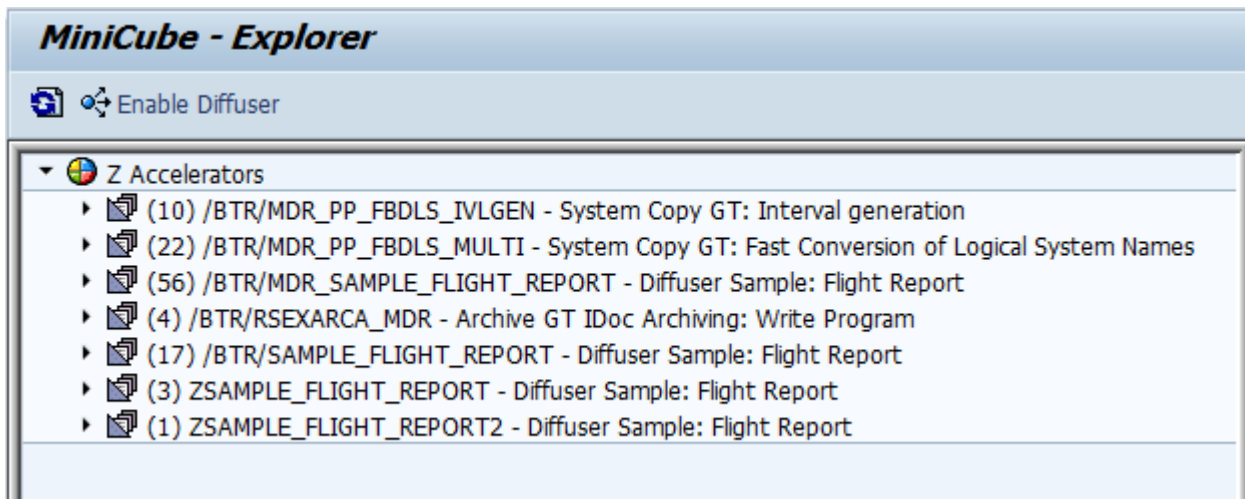 MiniCube - Explorer
Enable Diffuser
Z Accelerators
(10) /BTR/MDR_PP_FBDLS_IVLGEN - System Copy GT: Interval generation
(22) /BTR/MDR_PP_FBDLS_MULTI - System Copy GT: Fast Conversion of Logical System Names
(56) /BTR/MDR_SAMPLE_FLIGHT_REPORT - Diffuser Sample: Flight Report
(4) /BTR/RSEXARCA_MDR - Archive GT IDoc Archiving: Write Program
(17) /BTR/SAMPLE_FLIGHT_REPORT - Diffuser Sample: Flight Report
(3) ZSAMPLE_FLIGHT_REPORT - Diffuser Sample: Flight Report
(1) ZSAMPLE_FLIGHT_REPORT2 - Diffuser Sample: Flight Report